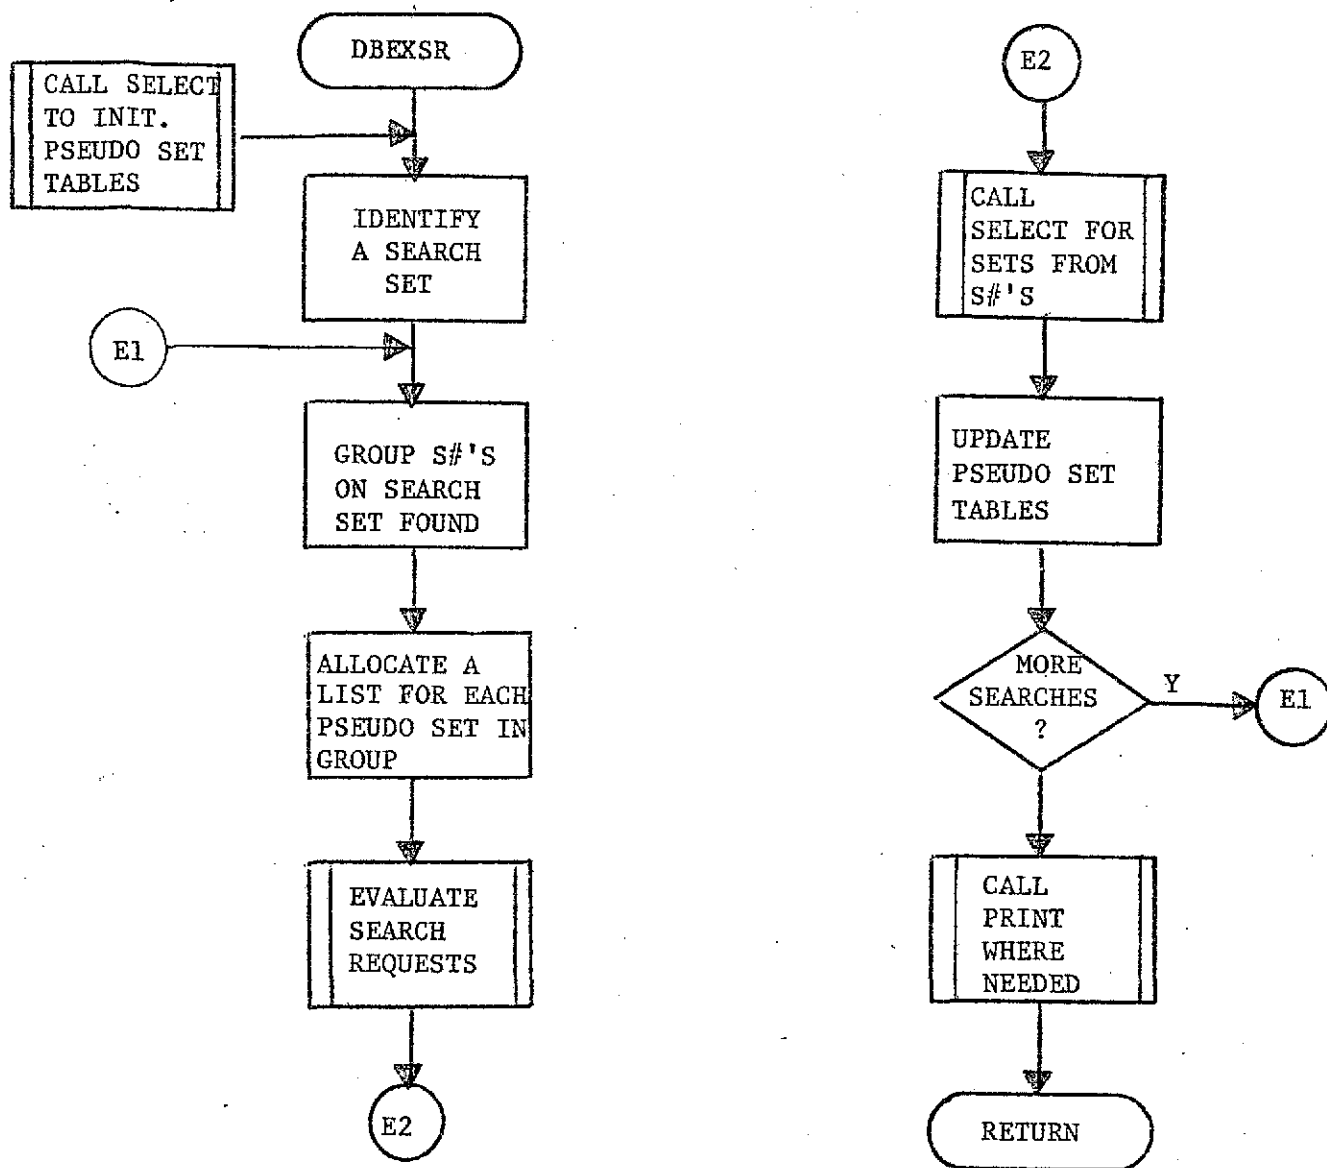 DBEXSR
CALL SELECT
TO INIT.
PSEUDO SET
TABLES
IDENTIFY
A SEARCH
SET
E1
GROUP S#'S
ON SEARCH
SET FOUND
ALLOCATE A
LIST FOR EACH
PSEUDO SET IN
GROUP
EVALUATE
SEARCH
REQUESTS
E2
E2
CALL
SELECT FOR
SETS FROM
S#'S
UPDATE
PSEUDO SET
TABLES
MORE
SEARCHES
?
Y
E1
CALL
PRINT
WHERE
NEEDED
RETURN